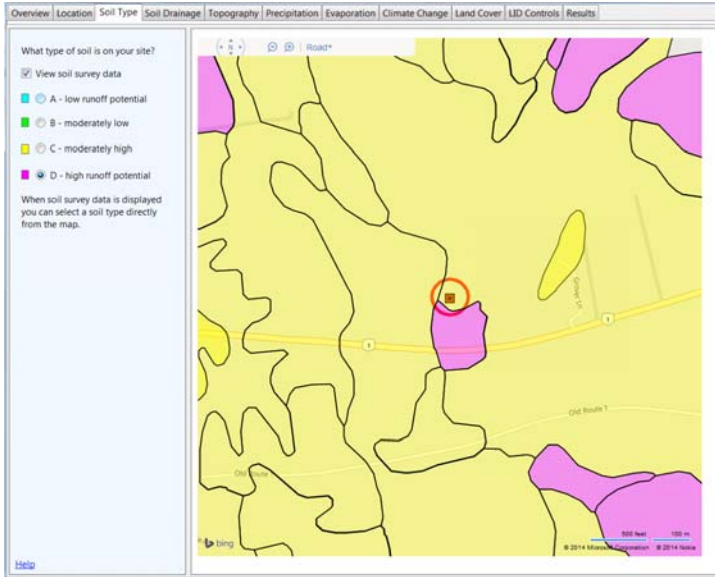 Overview Location Soil Type Soil Drainage Topography Precipitation Evaporation Climate Change Land Cover LID Controls Results
What type of soil is on your site?
View soil survey data
A - low runoff potential
B - moderately low
C - moderately high
D - high runoff potential
When soil survey data is displayed
you can select a soil type directly
from the map.
Help
N
Road
Grover Ln
1
1
Old Route 1
Old Route
bing
500 feet 100 m
© 2014 Microsoft Corporation © 2014 Nokia